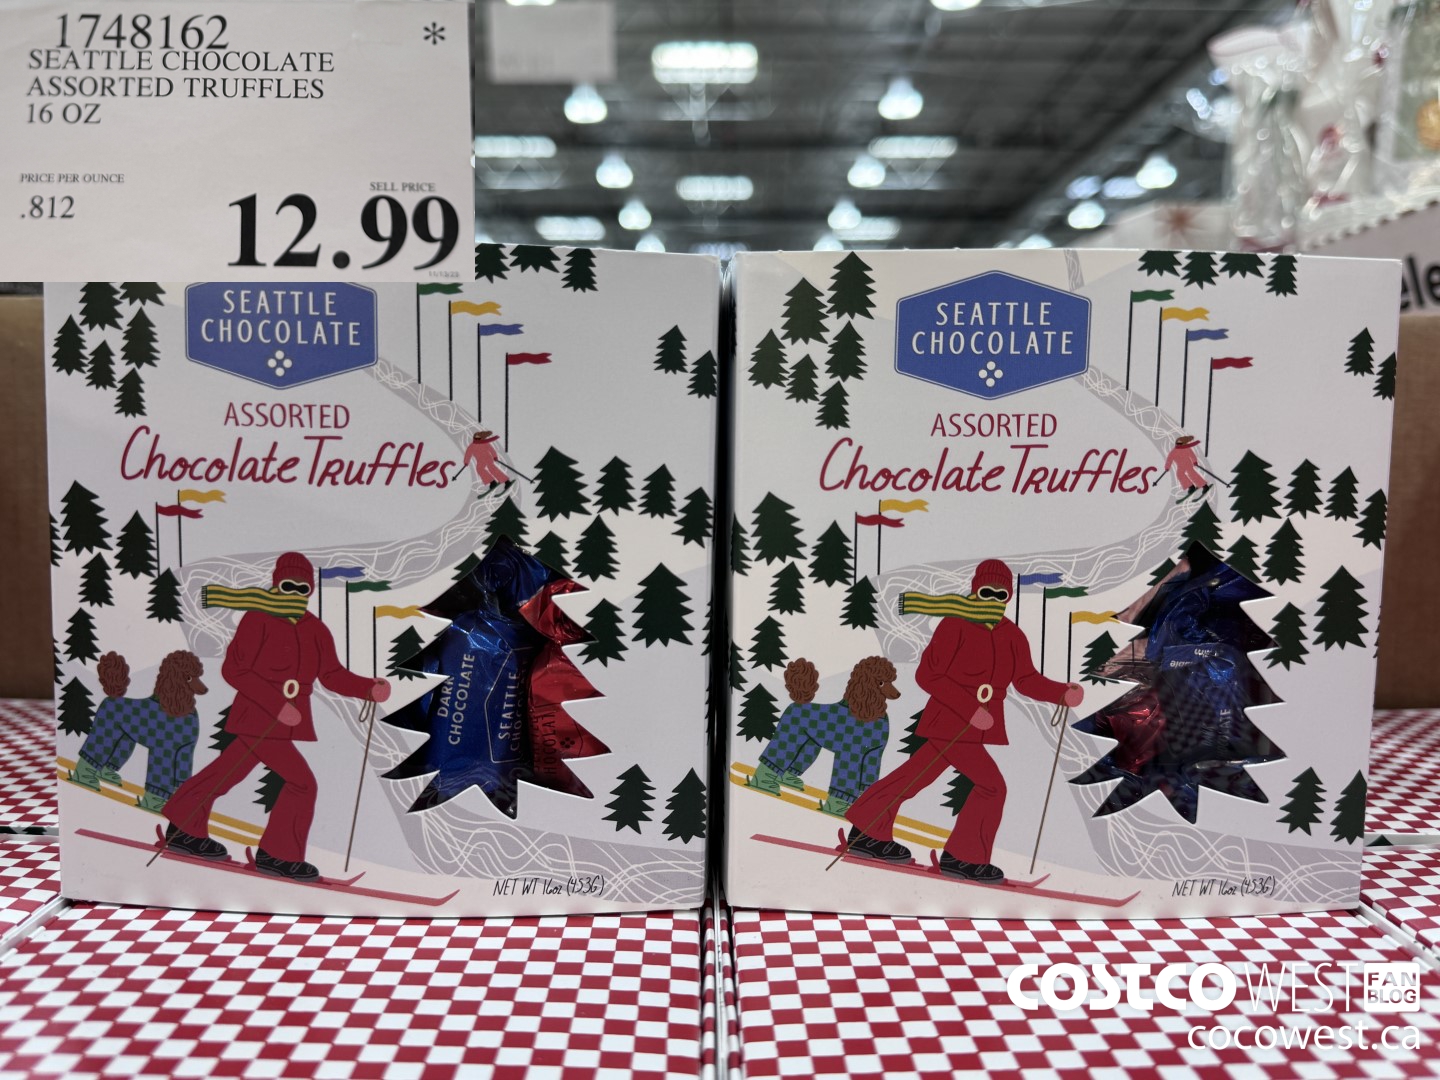 1748162
*
SEATTLE CHOCOLATE
ASSORTED TRUFFLES
16 OZ
PRICE PER OUNCE
.812
SELL PRICE
12.99
SEATTLE
CHOCOLATE
ASSORTED
Chocolate Truffles
DARK
CHOCOLATE
SEATTLE
NET WT 16oz (453G)
SEATTLE
CHOCOLATE
ASSORTED
Chocolate Truffles
NET WT 16oz (453G)
COSTCO WEST FAN BLOG
cocowest.ca